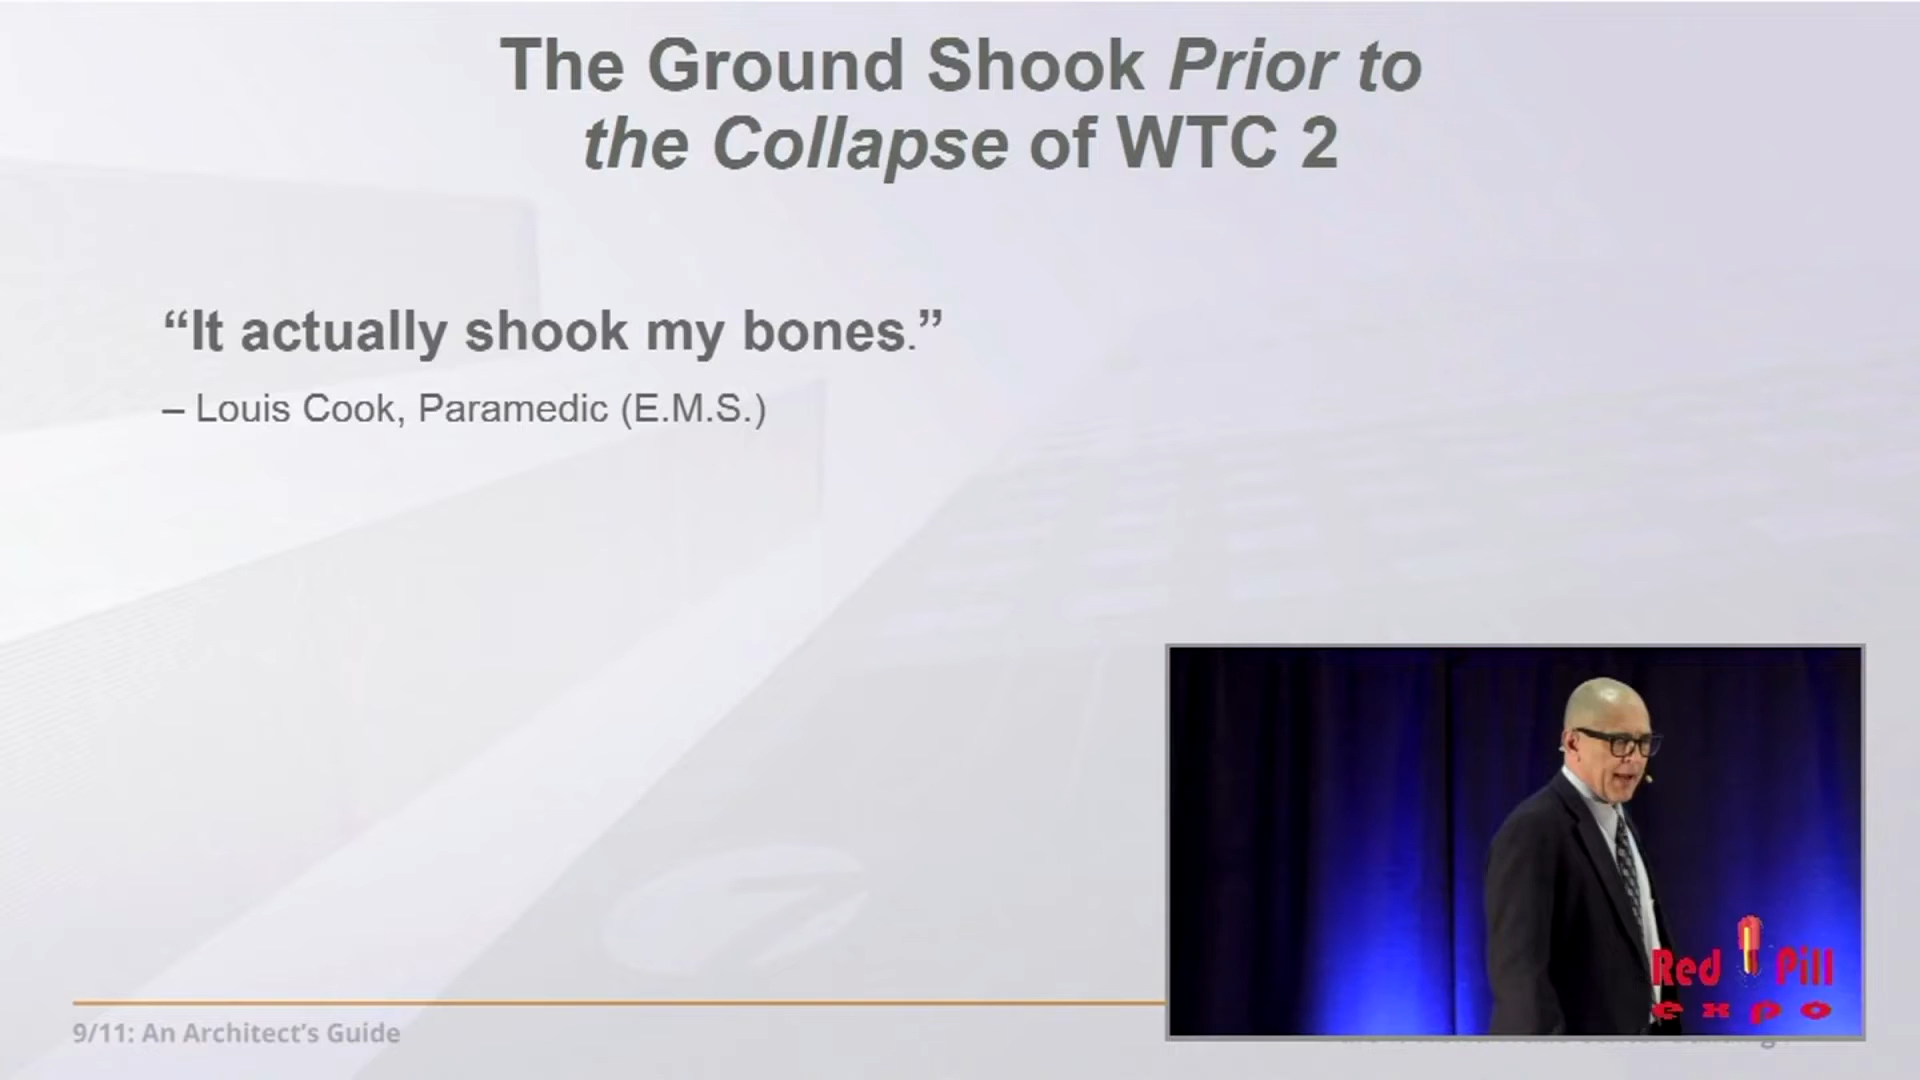 The Ground Shook Prior to
the Collapse of WTC 2
“It actually shook my bones.”
– Louis Cook, Paramedic (E.M.S.)
Red Pill
expo
9/11: An Architect’s Guide